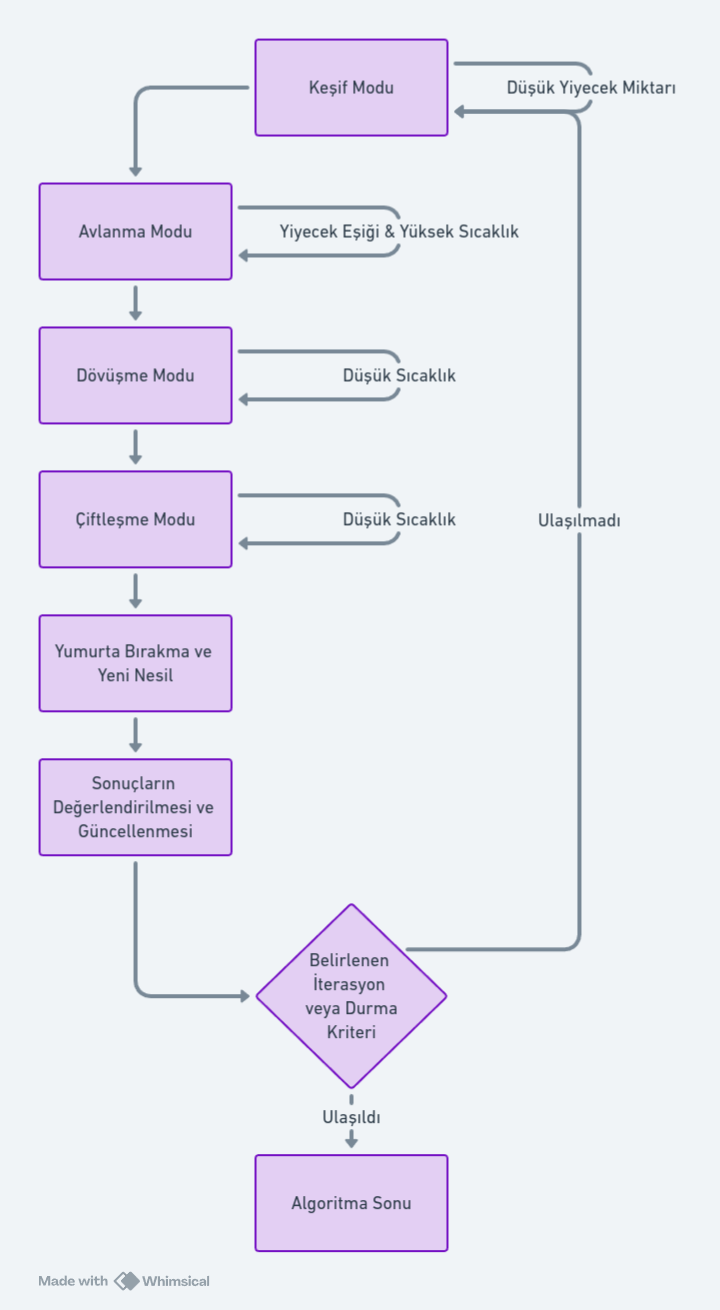 Keşif Modu
Düşük Yiyecek Miktarı
Avlanma Modu
Yiyecek Eşiği & Yüksek Sıcaklık
Dövüşme Modu
Düşük Sıcaklık
Çiftleşme Modu
Düşük Sıcaklık
Ulaşılmadı
Yumurta Bırakma ve
Yeni Nesil
Sonuçların
Değerlendirilmesi ve
Güncellenmesi
Belirlenen
İterasyon
veya Durma
Kriteri
Ulaşıldı
Algoritma Sonu
Made with Whimsical